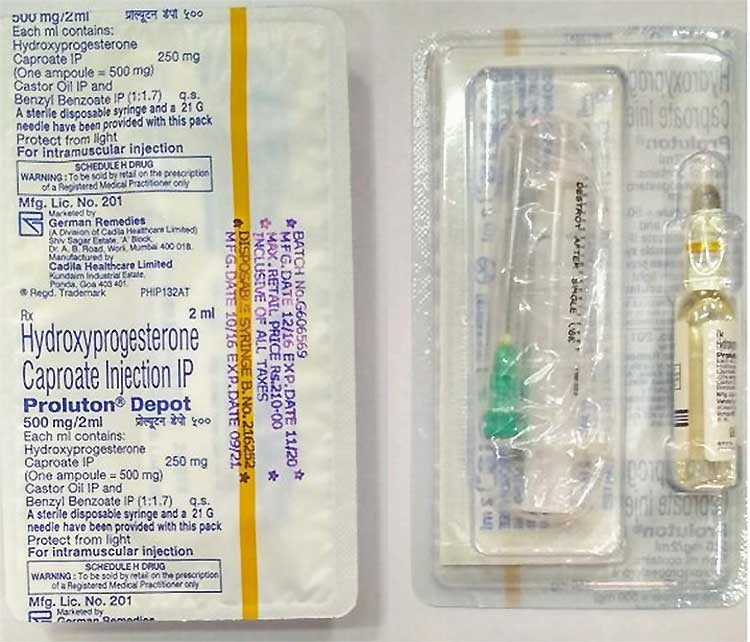 500 mg/2ml प्रोल्यूटन डेपो ५००
Each ml contains:
Hydroxyprogesterone
Caproate IP 250 mg
(One ampoule = 500 mg)
Castor Oil IP and
Benzyl Benzoate IP (1:1.7) q.s.
A sterile disposable syringe and a 21 G
needle have been provided with this pack
Protect from light
For intramuscular injection
SCHEDULE H DRUG
WARNING : To be sold by retail on the prescription
of a Registered Medical Practitioner only
Mfg. Lic. No. 201
Marketed by
German Remedies
(A Division of Cadila Healthcare Limited)
Shiv Sagar Estate, 'A' Block,
Dr. A. B. Road, Worli, Mumbai 400 018.
Manufactured by
Cadila Healthcare Limited
Kundaim Industrial Estate,
Ponda, Goa 403 401.
® Regd. Trademark PHIP132AT
Rx 2 ml
Hydroxyprogesterone
Caproate Injection IP
Proluton® Depot
500 mg/2ml प्रोल्यूटन डेपो ५००
Each ml contains:
Hydroxyprogesterone
Caproate IP 250 mg
(One ampoule = 500 mg)
Castor Oil IP and
Benzyl Benzoate IP (1:1.7) q.s.
A sterile disposable syringe and a 21 G
needle have been provided with this pack
Protect from light
For intramuscular injection
SCHEDULE H DRUG
WARNING : To be sold by retail on the prescription
of a Registered Medical Practitioner only
Mfg. Lic. No. 201
Marketed by
German Remedies
BATCH NO.G606569
MFG.DATE 12/16 EXP.DATE 11/20
MAX. RETAIL PRICE Rs.210-00
INCLUSIVE OF ALL TAXES
DISPOSABLE SYRINGE B.No.216252
MFG.DATE 10/16 EXP.DATE 09/21
DESTROY AFTER SINGLE USE